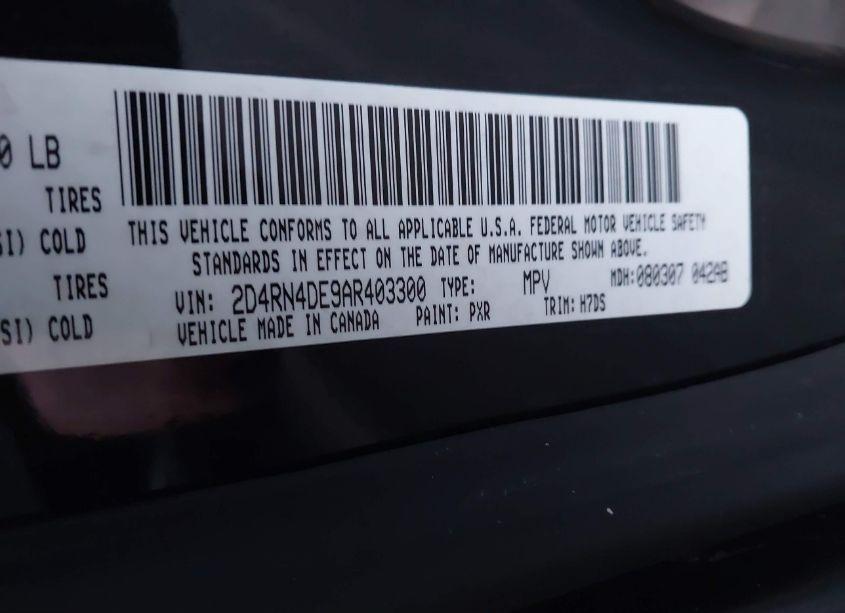 0 LB
TIRES
SI) COLD
TIRES
SI) COLD
THIS VEHICLE CONFORMS TO ALL APPLICABLE U.S.A. FEDERAL MOTOR VEHICLE SAFETY
STANDARDS IN EFFECT ON THE DATE OF MANUFACTURE SHOWN ABOVE.
VIN: 2D4RN4DE9AR403300 TYPE: MPV MDH: 080307 042AB
VEHICLE MADE IN CANADA PAINT: PXR TRIM: H7DS